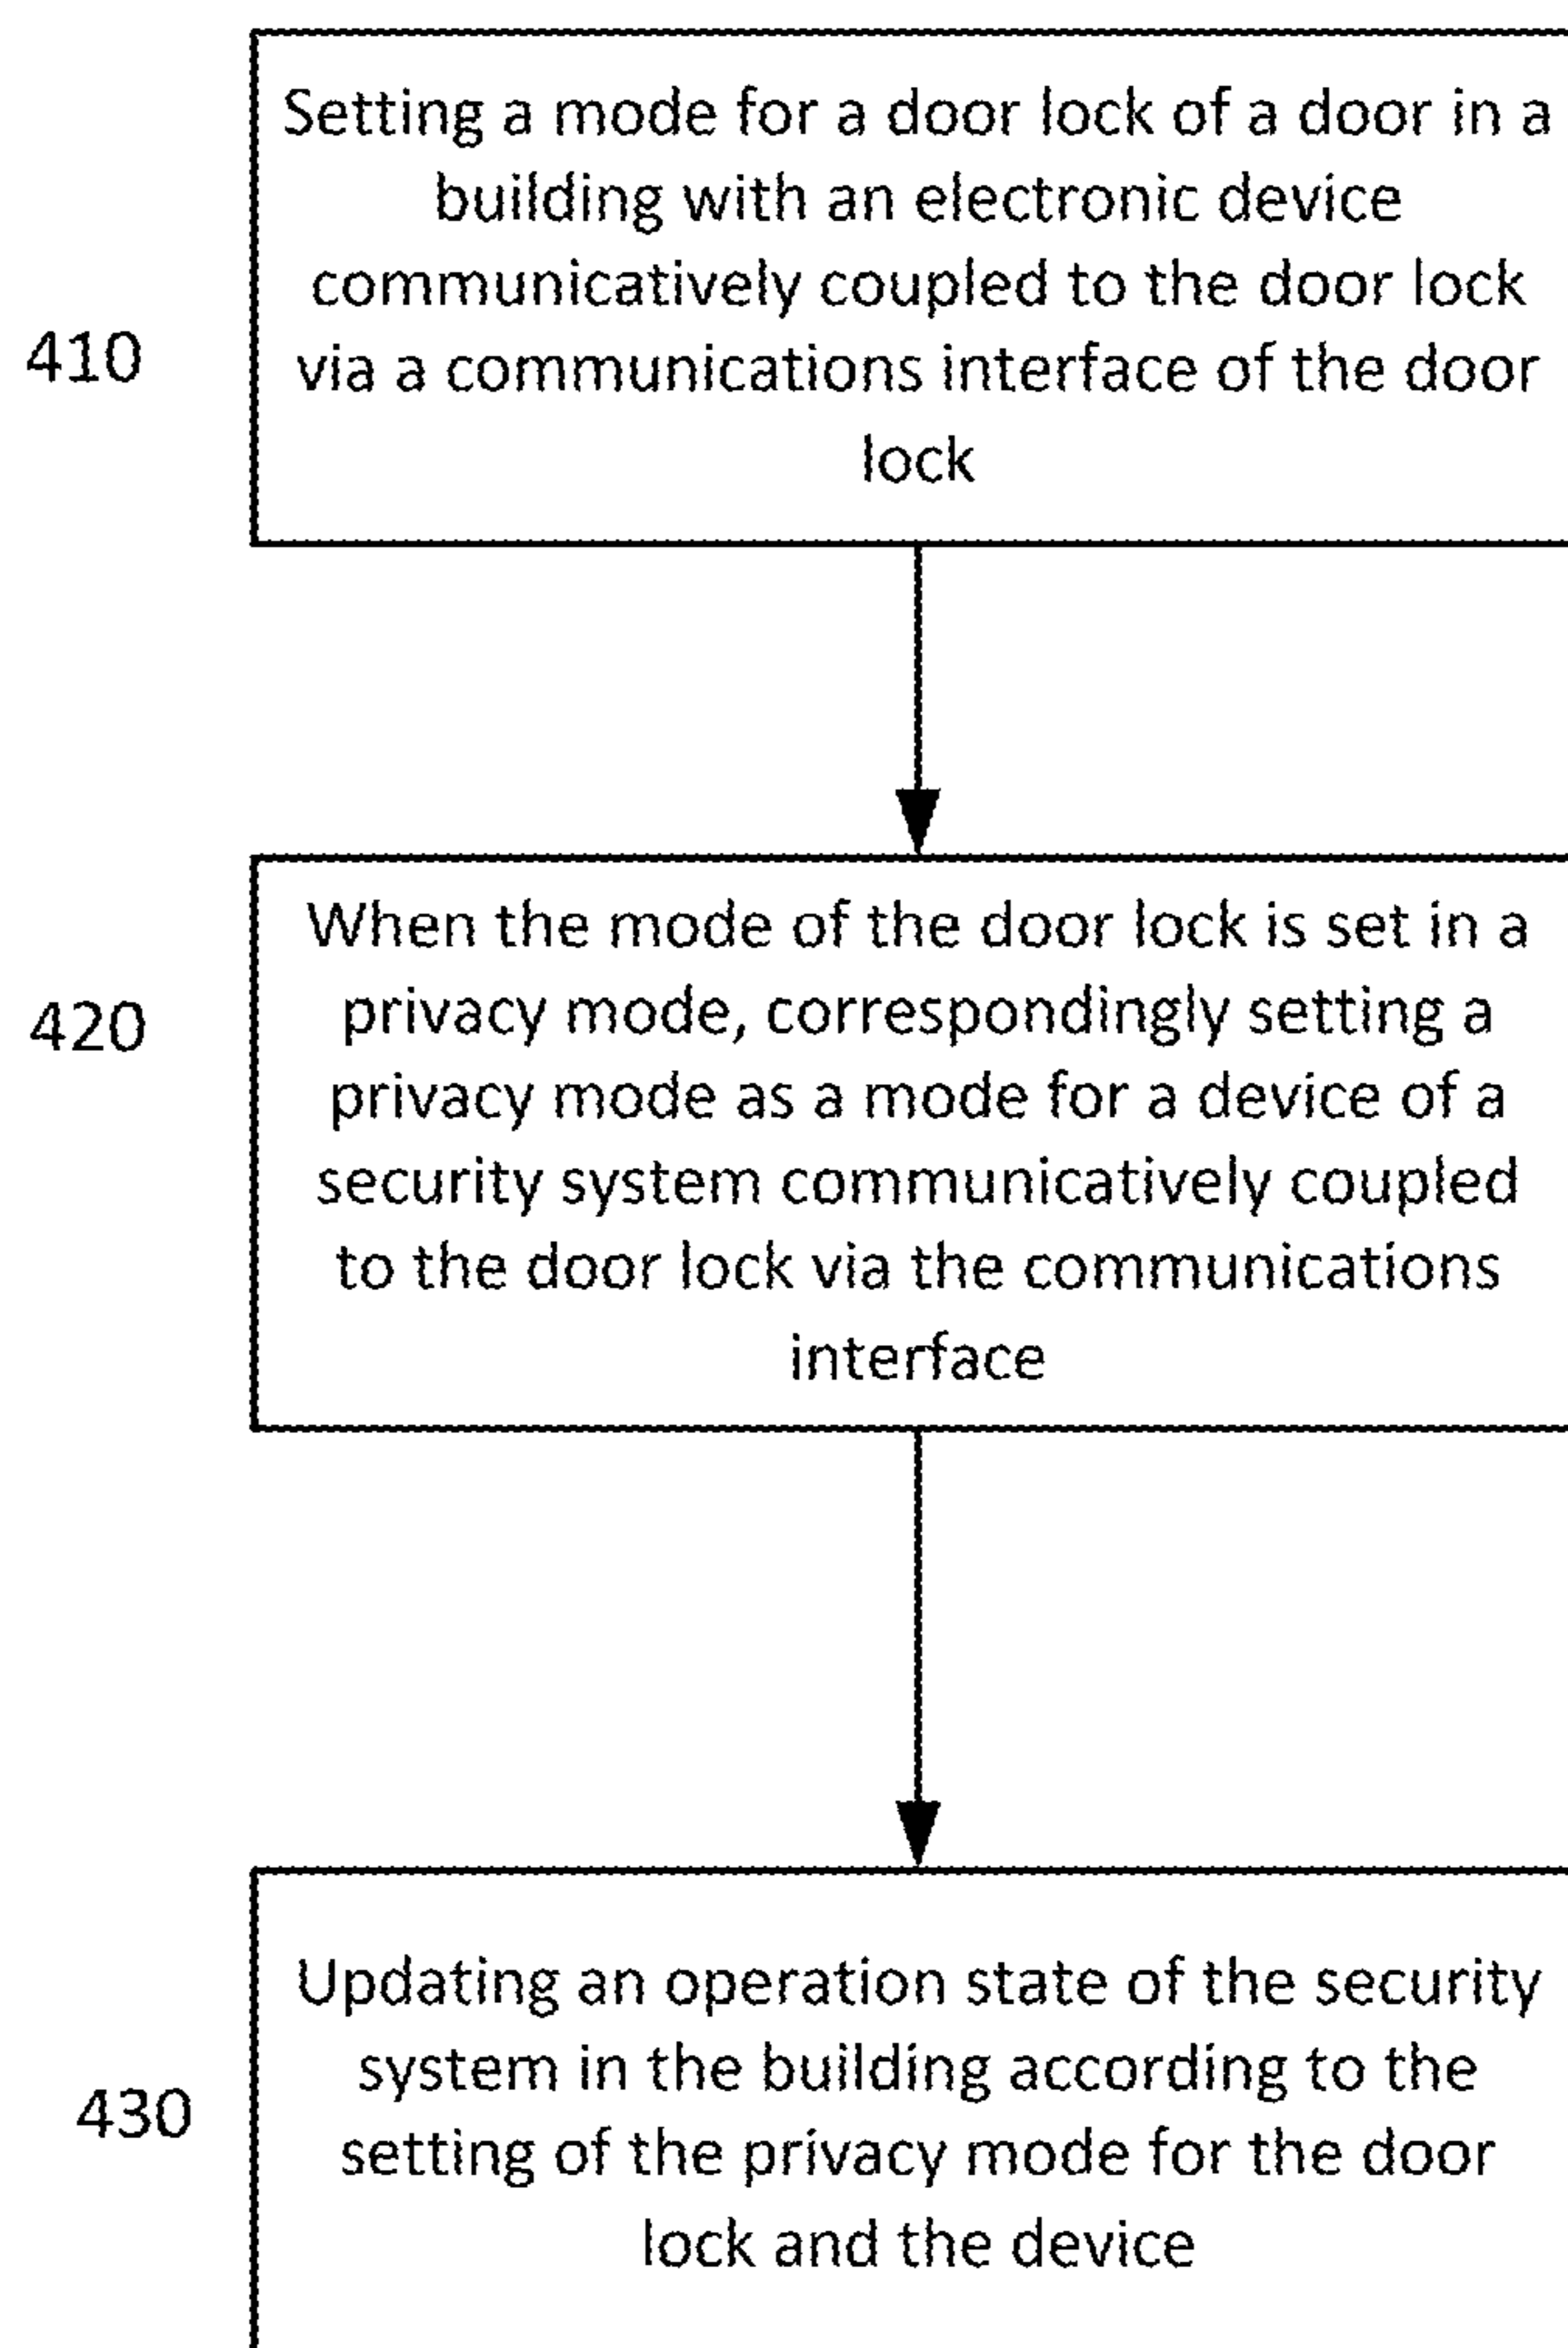 Setting a mode for a door lock of a door in a
building with an electronic device
communicatively coupled to the door lock
410
via a communications interface of the door
lock
When the mode of the door lock is set in a
420
privacy mode, correspondingly setting a
privacy mode as a mode for a device of a
security system communicatively coupled
to the door lock via the communications
interface
Updating an operation state of the security
system in the building according to the
430
setting of the privacy mode for the door
lock and the device